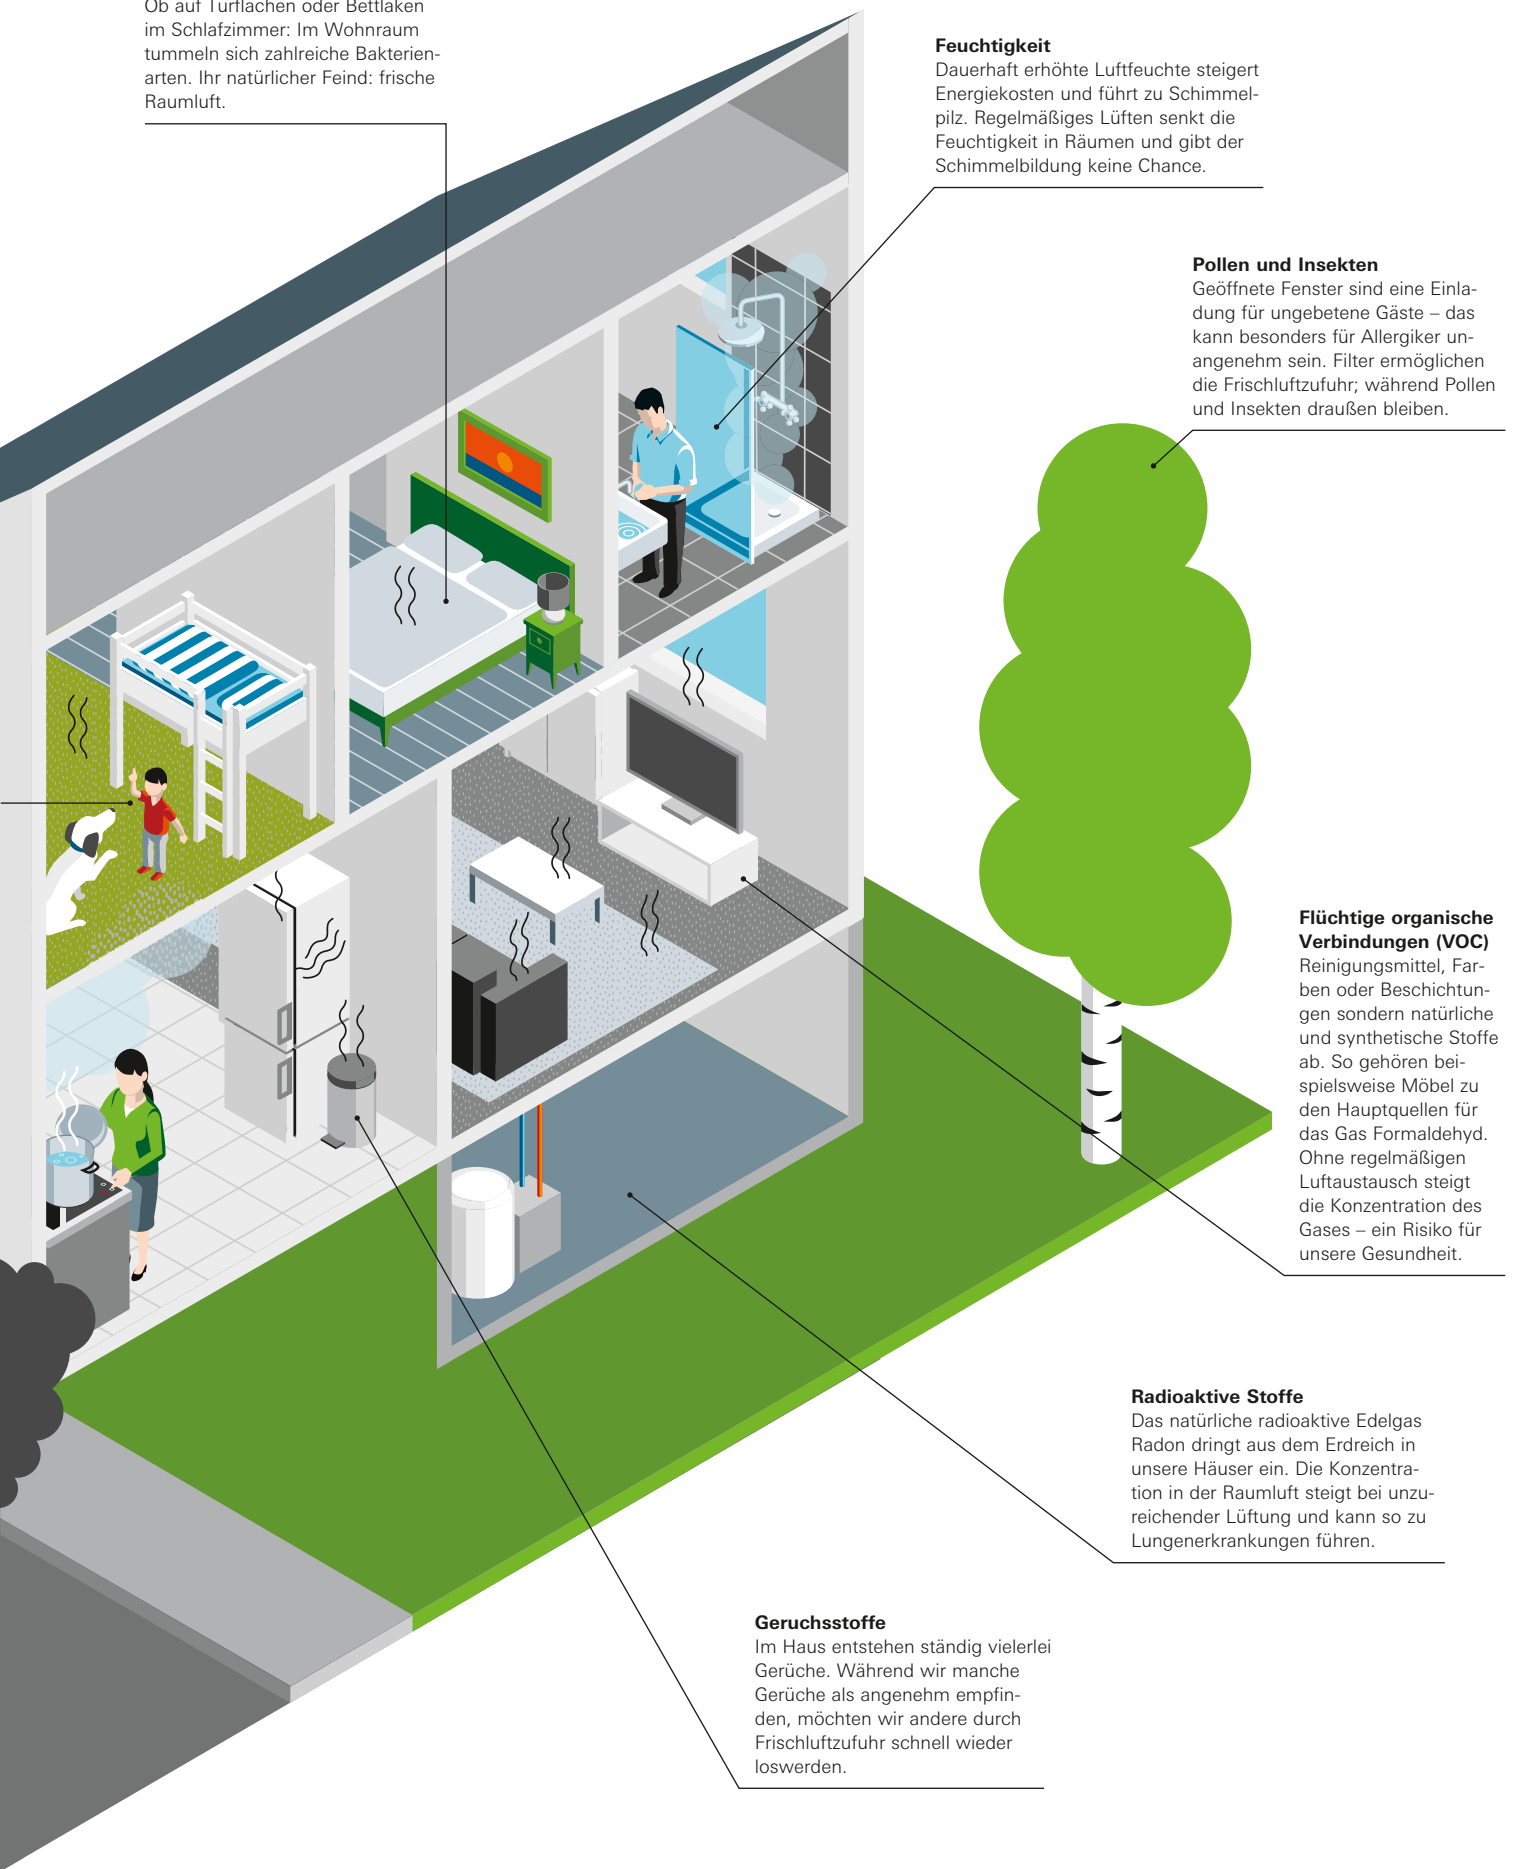 Ob auf Türflächen oder Bettlaken
im Schlafzimmer: Im Wohnraum
tummeln sich zahlreiche Bakterien-
arten. Ihr natürlicher Feind: frische
Raumluft.
Feuchtigkeit
Dauerhaft erhöhte Luftfeuchte steigert
Energiekosten und führt zu Schimmel-
pilz. Regelmäßiges Lüften senkt die
Feuchtigkeit in Räumen und gibt der
Schimmelbildung keine Chance.
Pollen und Insekten
Geöffnete Fenster sind eine Einla-
dung für ungebetene Gäste – das
kann besonders für Allergiker un-
angenehm sein. Filter ermöglichen
die Frischluftzufuhr; während Pollen
und Insekten draußen bleiben.
Flüchtige organische
Verbindungen (VOC)
Reinigungsmittel, Far-
ben oder Beschichtun-
gen sondern natürliche
und synthetische Stoffe
ab. So gehören bei-
spielsweise Möbel zu
den Hauptquellen für
das Gas Formaldehyd.
Ohne regelmäßigen
Luftaustausch steigt
die Konzentration des
Gases – ein Risiko für
unsere Gesundheit.
Radioaktive Stoffe
Das natürliche radioaktive Edelgas
Radon dringt aus dem Erdreich in
unsere Häuser ein. Die Konzentra-
tion in der Raumluft steigt bei unzu-
reichender Lüftung und kann so zu
Lungenerkrankungen führen.
Geruchsstoffe
Im Haus entstehen ständig vielerlei
Gerüche. Während wir manche
Gerüche als angenehm empfin-
den, möchten wir andere durch
Frischluftzufuhr schnell wieder
loswerden.